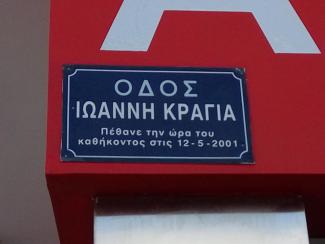 ΟΔΟΣ
ΙΩΑΝΝΗ ΚΡΑΓΙΑ
Πέθανε την ώρα του
καθήκοντος στις 12-5-2001